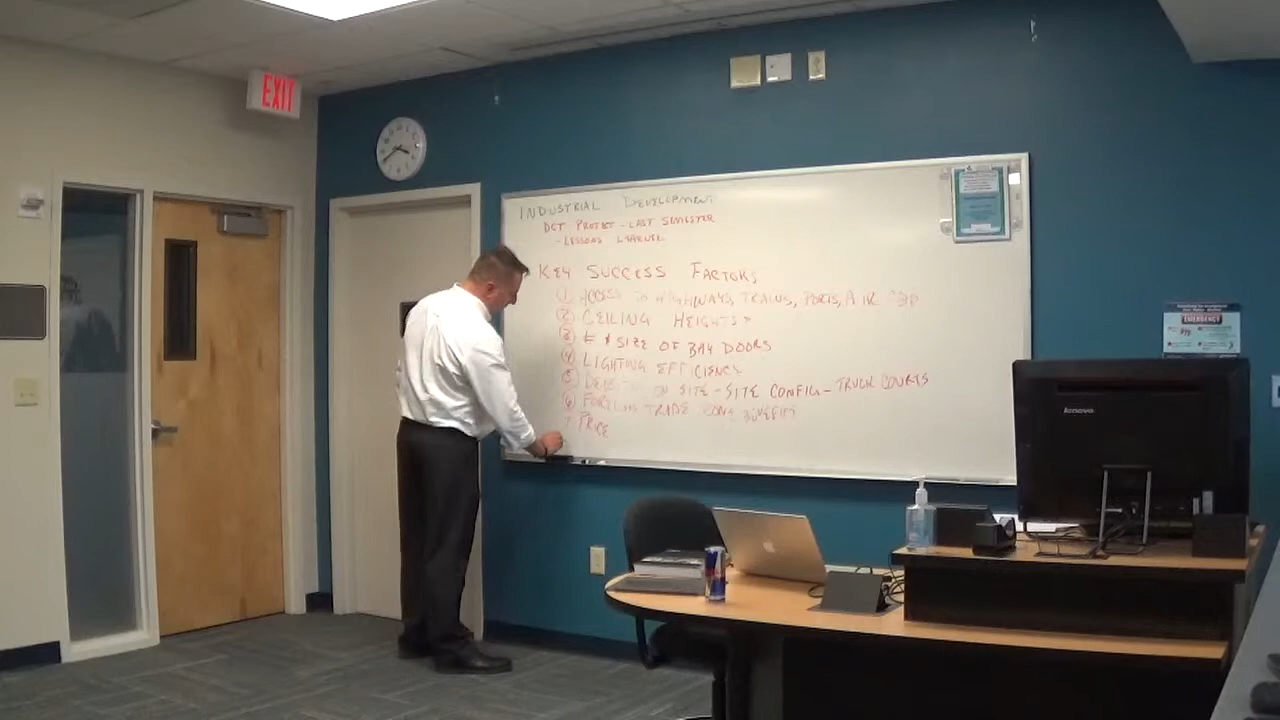 EXIT
INDUSTRIAL DEVELOPMENT
DCT PROJECT - LAST SEMESTER
- LESSONS LEARNED
KEY SUCCESS FACTORS
① ACCESS TO HIGHWAYS, TRAINS, PORTS, AIR
② CEILING HEIGHTS
③ # & SIZE OF BAY DOORS
④ LIGHTING EFFICIENCY
⑤ ON SITE - SITE CONFIG - TRUCK COURTS
⑥ FOREIGN TRADE ZONE BENEFITS
7 PRICE
EMERGENCY
lenovo